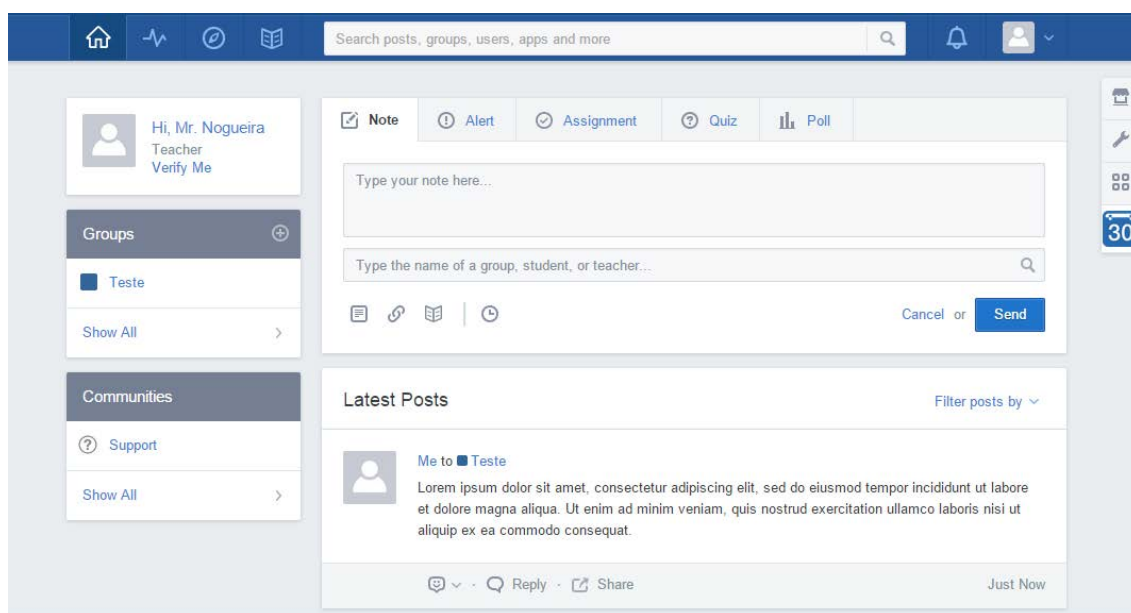 Search posts, groups, users, apps and more
Hi, Mr. Nogueira
Teacher
Verify Me
Groups
Teste
Show All
Communities
Support
Show All
Note
Alert
Assignment
Quiz
Poll
Type your note here...
Type the name of a group, student, or teacher...
Cancel or Send
30
Latest Posts
Filter posts by
Me to Teste
Lorem ipsum dolor sit amet, consectetur adipiscing elit, sed do eiusmod tempor incididunt ut labore
et dolore magna aliqua. Ut enim ad minim veniam, quis nostrud exercitation ullamco laboris nisi ut
aliquip ex ea commodo consequat.
Reply · Share
Just Now